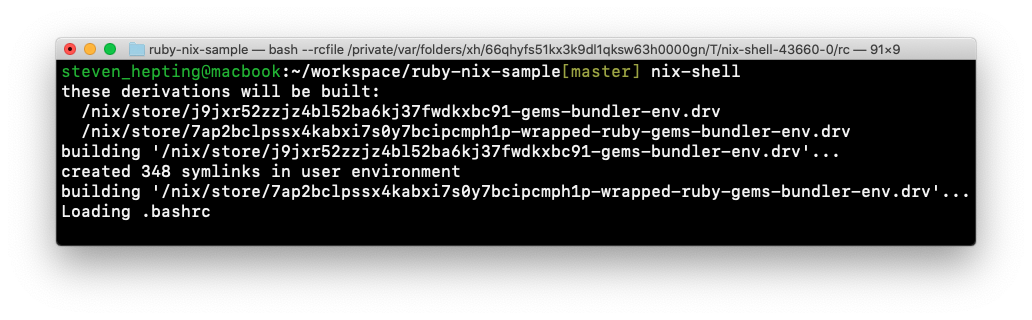 ruby-nix-sample — bash --rcfile /private/var/folders/xh/66qhyfs51kx3k9dl1qksw63h0000gn/T/nix-shell-43660-0/rc — 91×9
steven_hepting@macbook:~/workspace/ruby-nix-sample[master] nix-shell
these derivations will be built:
  /nix/store/j9jxr52zzjz4bl52ba6kj37fwdkxbc91-gems-bundler-env.drv
  /nix/store/7ap2bclpssx4kabxi7s0y7bcipcmph1p-wrapped-ruby-gems-bundler-env.drv
building '/nix/store/j9jxr52zzjz4bl52ba6kj37fwdkxbc91-gems-bundler-env.drv'...
created 348 symlinks in user environment
building '/nix/store/7ap2bclpssx4kabxi7s0y7bcipcmph1p-wrapped-ruby-gems-bundler-env.drv'...
Loading .bashrc